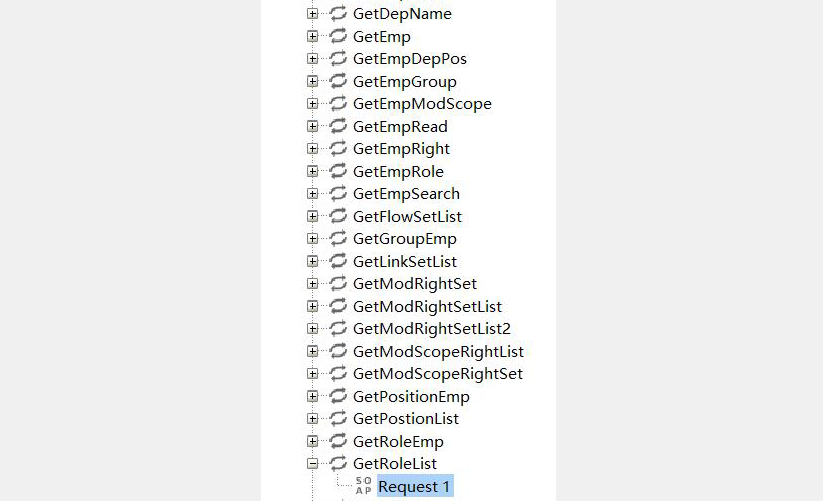 GetDepName
GetEmp
GetEmpDepPos
GetEmpGroup
GetEmpModScope
GetEmpRead
GetEmpRight
GetEmpRole
GetEmpSearch
GetFlowSetList
GetGroupEmp
GetLinkSetList
GetModRightSet
GetModRightSetList
GetModRightSetList2
GetModScopeRightList
GetModScopeRightSet
GetPositionEmp
GetPostionList
GetRoleEmp
GetRoleList
SOAP Request 1